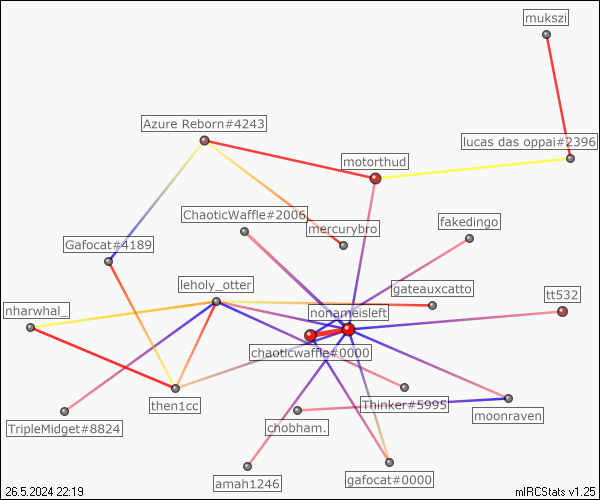 mukszi
Azure Reborn#4243
lucas das oppai#2396
motorthud
ChaoticWaffle#2006
mercurybro
fakedingo
Gafocat#4189
leholy_otter
gateauxcatto
tt532
nharwhal_
nonameisleft
chaoticwaffle#0000
then1cc
Thinker#5995
moonraven
TripleMidget#8824
chobham.
amah1246
gafocat#0000
26.5.2024 22:19
mIRCStats v1.25